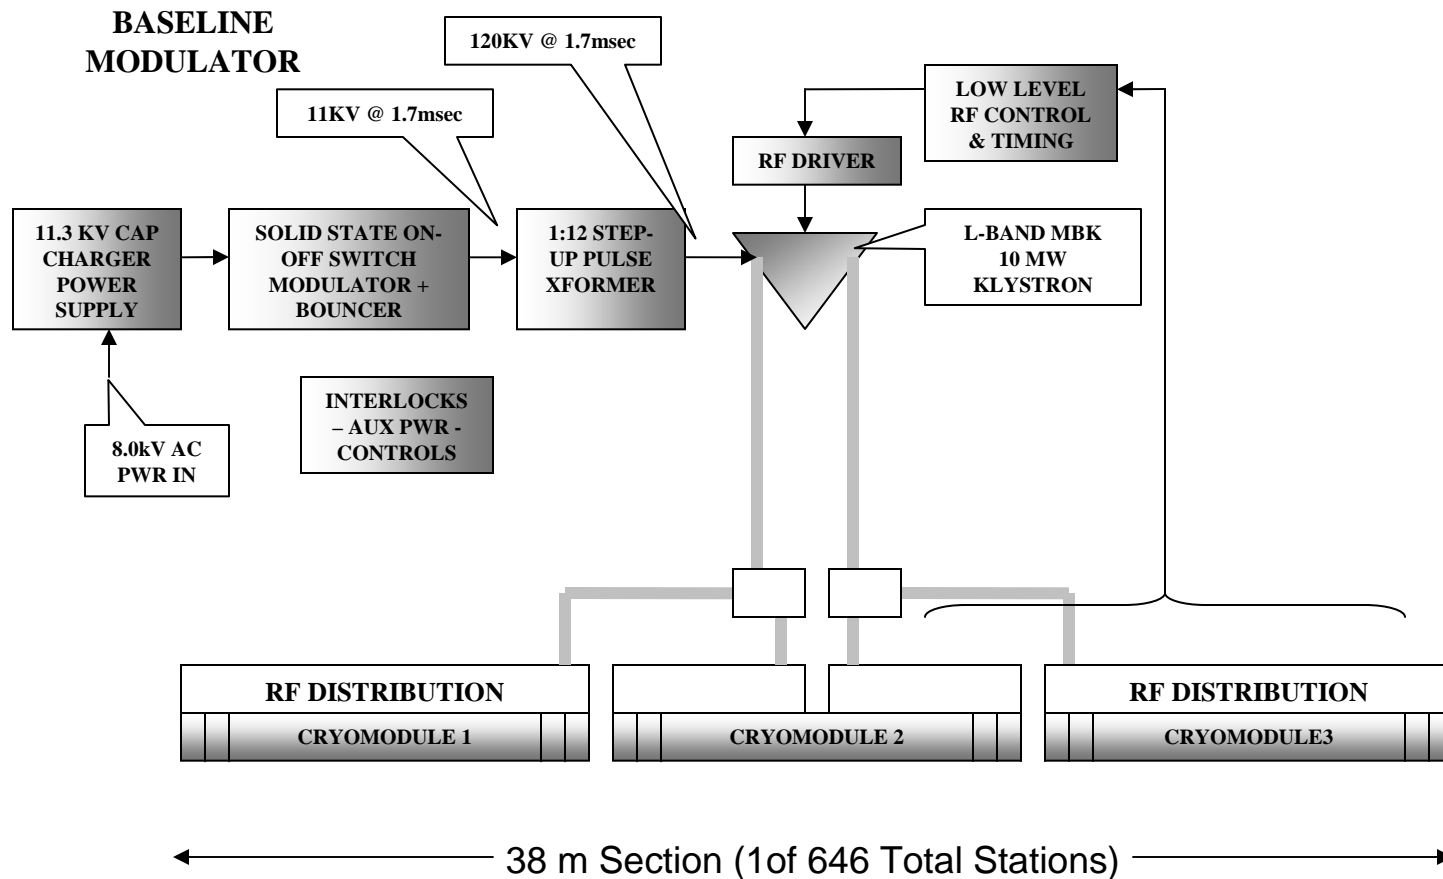 BASELINE
MODULATOR
120KV @ 1.7msec
11KV @ 1.7msec
LOW LEVEL
RF CONTROL
& TIMING
RF DRIVER
11.3 KV CAP
CHARGER
POWER
SUPPLY
SOLID STATE ON-
OFF SWITCH
MODULATOR +
BOUNCER
1:12 STEP-
UP PULSE
XFORMER
L-BAND MBK
10 MW
KLYSTRON
INTERLOCKS
– AUX PWR -
CONTROLS
8.0kV AC
PWR IN
RF DISTRIBUTION
RF DISTRIBUTION
CRYOMODULE 1
CRYOMODULE 2
CRYOMODULE3
38 m Section (1of 646 Total Stations)